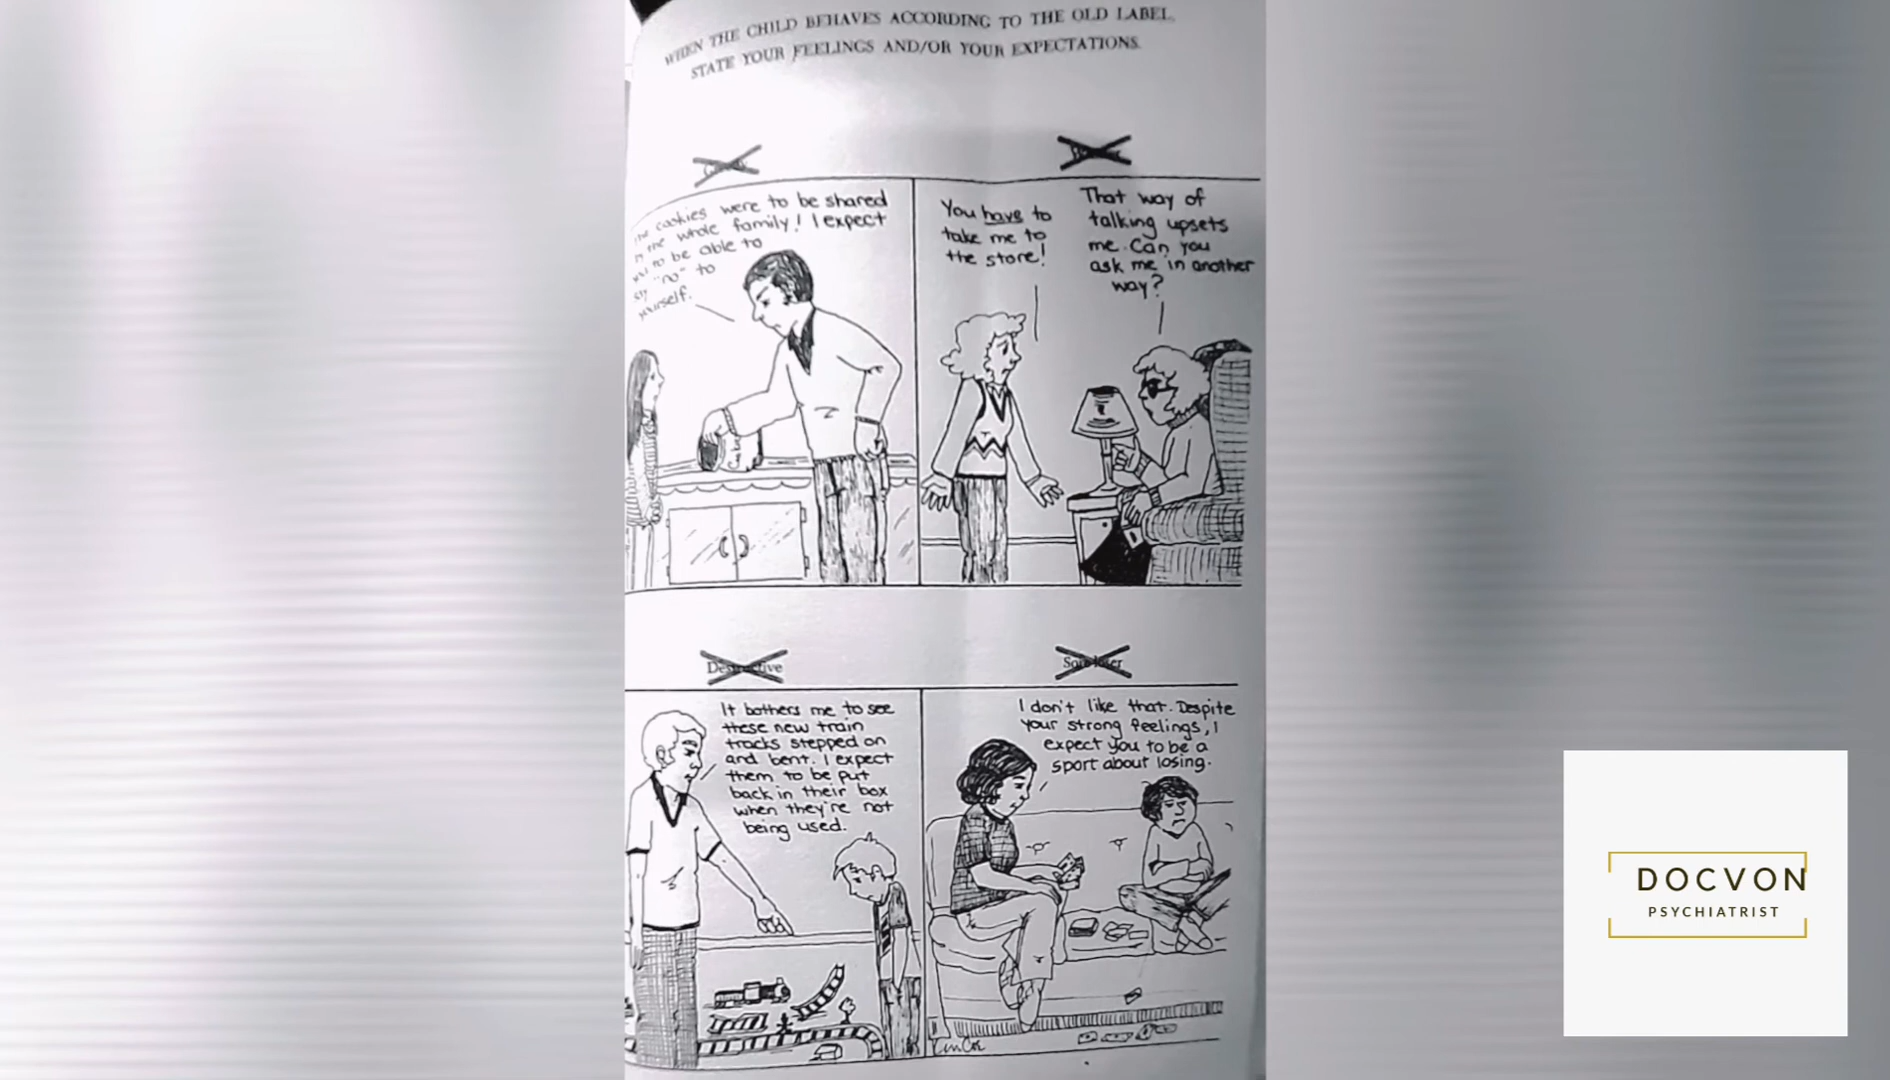 WHEN THE CHILD BEHAVES ACCORDING TO THE OLD LABEL,
STATE YOUR FEELINGS AND/OR YOUR EXPECTATIONS.
cookies were to be shared
the whole family! I expect
to be able to
"no" to
yourself.
You have to
take me to
the store!
That way of
talking upsets
me. Can you
ask me in another
way?
Destructive
It bothers me to see
these new train
tracks stepped on
and bent. I expect
them to be put
back in their box
when they're not
being used.
Sore loser
I don't like that. Despite
your strong feelings, I
expect you to be a
sport about losing.
DOCVON
PSYCHIATRIST